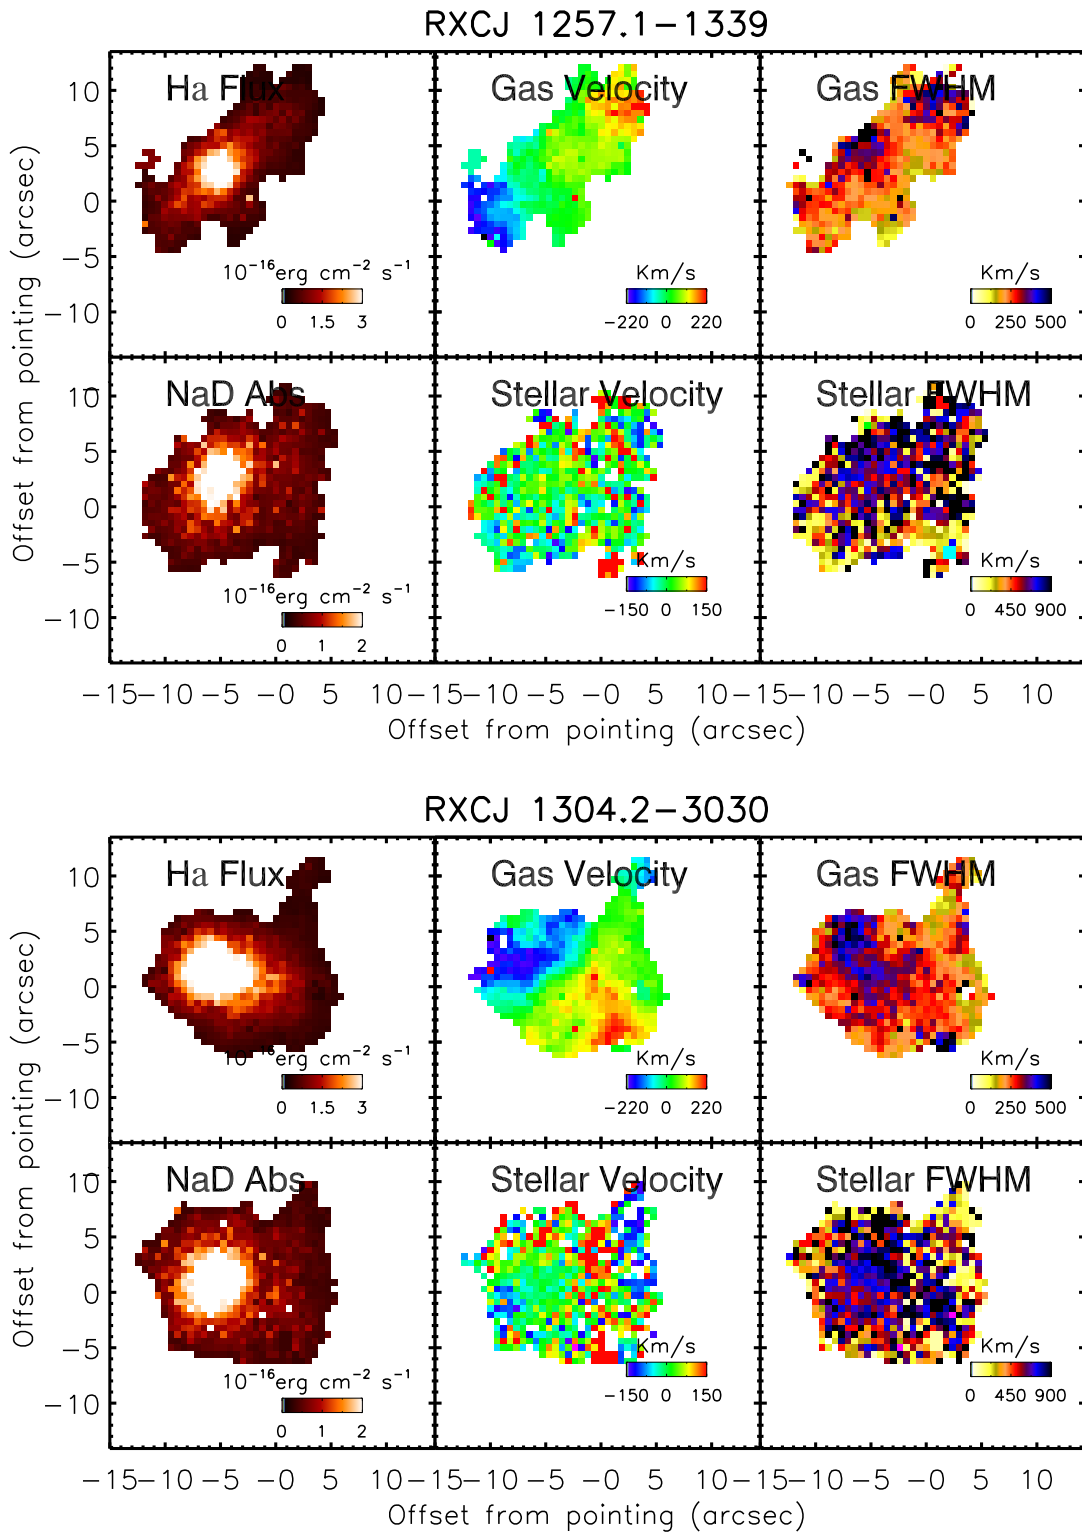 RXCJ 1257.1−1339
Hα Flux
Gas Velocity
Gas FWHM
10
5
0
−5
−10
10⁻¹⁶erg cm⁻² s⁻¹
0 1.5 3
Km/s
−220 0 220
Km/s
0 250 500
Offset from pointing (arcsec)
NaD Abs
Stellar Velocity
Stellar FWHM
10
5
0
−5
−10
10⁻¹⁶erg cm⁻² s⁻¹
0 1 2
Km/s
−150 0 150
Km/s
0 450 900
−15−10 −5 −0 5 10−15−10 −5 −0 5 10−15−10 −5 −0 5 10
Offset from pointing (arcsec)
RXCJ 1304.2−3030
Hα Flux
Gas Velocity
Gas FWHM
10
5
0
−5
−10
10⁻¹⁶erg cm⁻² s⁻¹
0 1.5 3
Km/s
−220 0 220
Km/s
0 250 500
Offset from pointing (arcsec)
NaD Abs
Stellar Velocity
Stellar FWHM
10
5
0
−5
−10
10⁻¹⁶erg cm⁻² s⁻¹
0 1 2
Km/s
−150 0 150
Km/s
0 450 900
−15−10 −5 −0 5 10−15−10 −5 −0 5 10−15−10 −5 −0 5 10
Offset from pointing (arcsec)